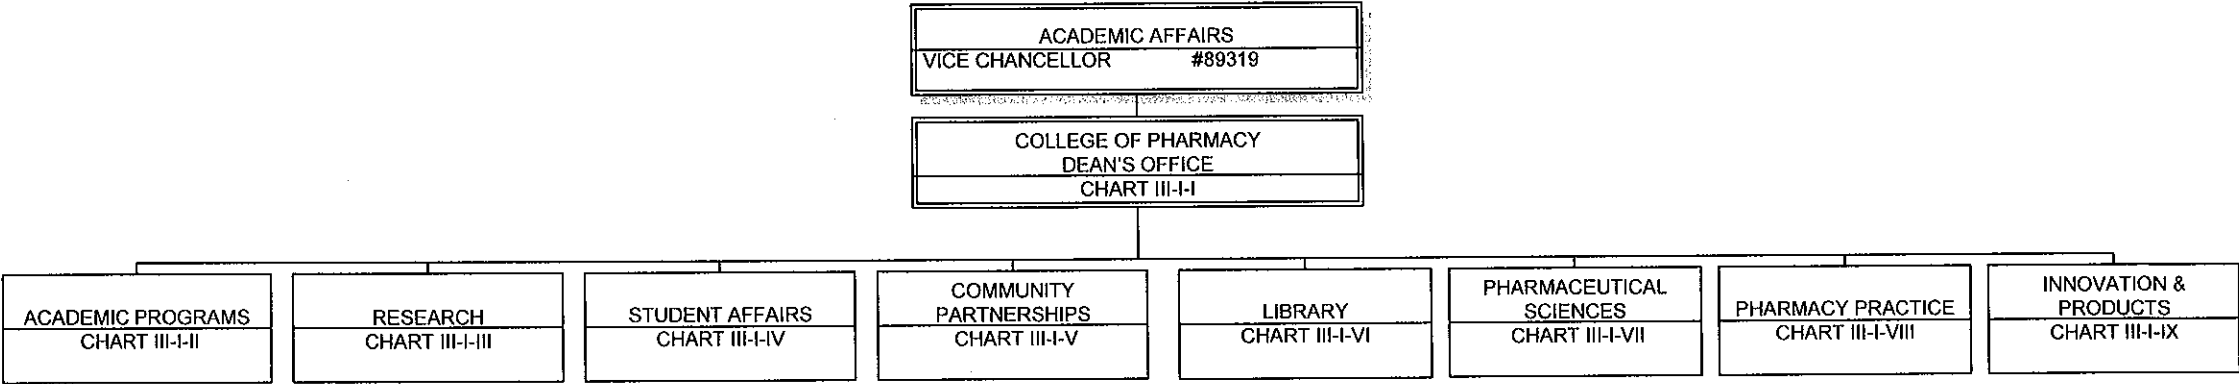 ACADEMIC AFFAIRS
VICE CHANCELLOR #89319
COLLEGE OF PHARMACY
DEAN'S OFFICE
CHART III-I-I
ACADEMIC PROGRAMS
CHART III-I-II
RESEARCH
CHART III-I-III
STUDENT AFFAIRS
CHART III-I-IV
COMMUNITY
PARTNERSHIPS
CHART III-I-V
LIBRARY
CHART III-I-VI
PHARMACEUTICAL
SCIENCES
CHART III-I-VII
PHARMACY PRACTICE
CHART III-I-VIII
INNOVATION &
PRODUCTS
CHART III-I-IX